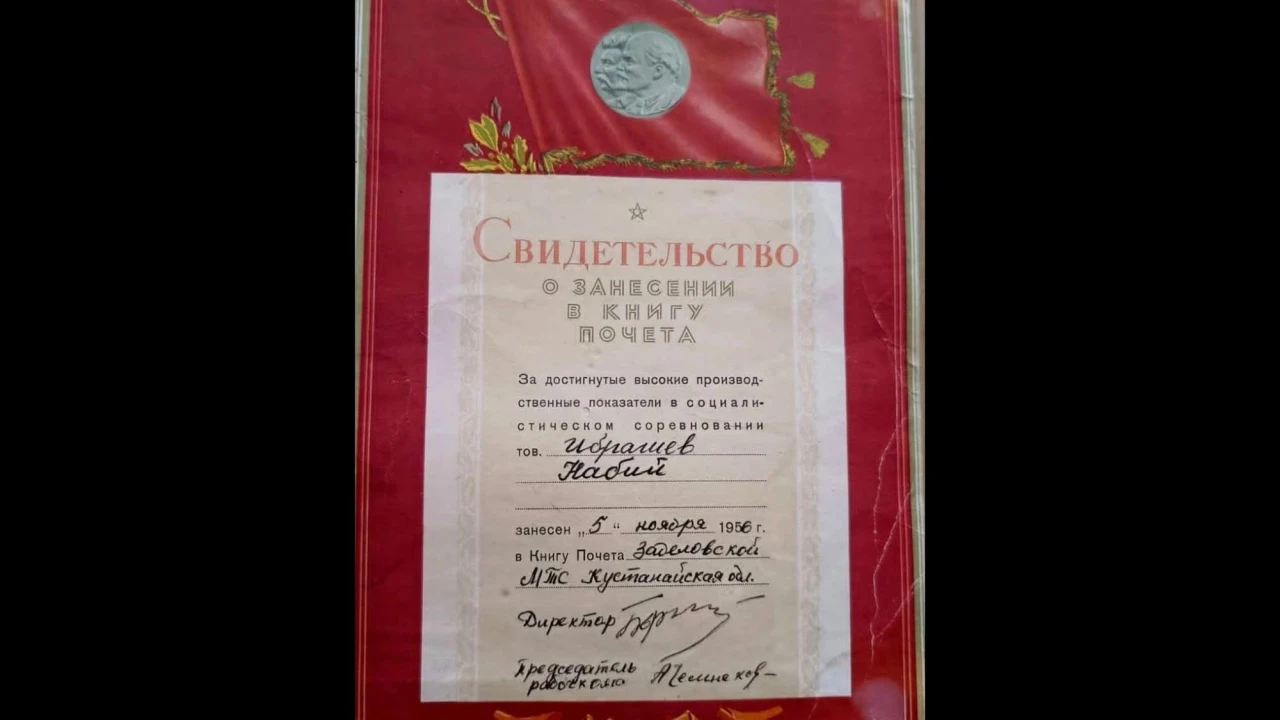 СВИДЕТЕЛЬСТВО
О ЗАНЕСЕНИИ
В КНИГУ
ПОЧЕТА
За достигнутые высокие производ-
ственные показатели в социали-
стическом соревновании
тов. Ибрашев
Набий
занесен „5“ ноября 1956 г.
в Книгу Почета
МТС Кустанайская обл.
Директор
Председатель
рабочкома